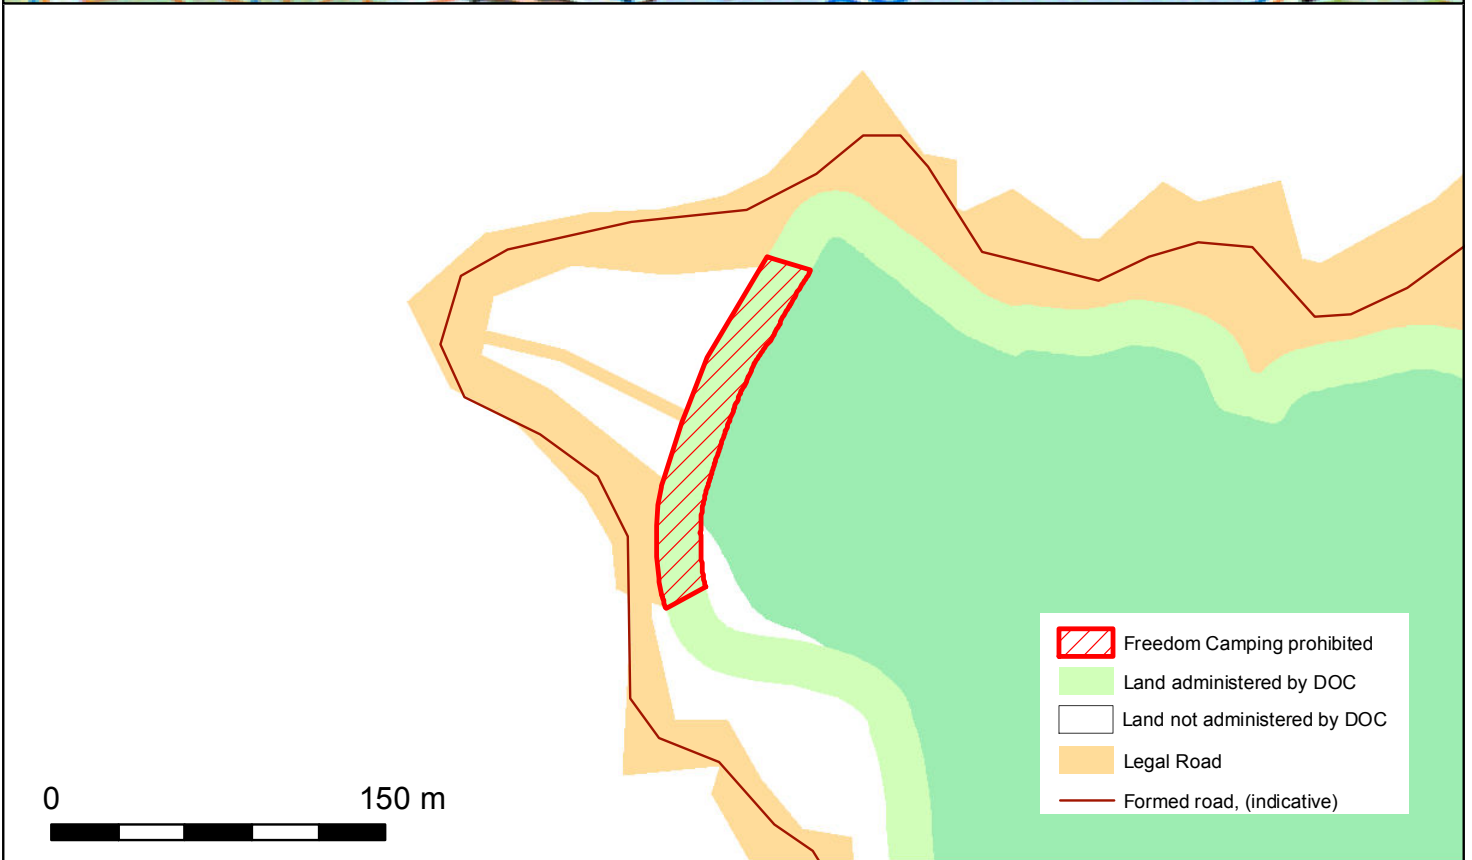 Freedom Camping prohibited
Land administered by DOC
Land not administered by DOC
Legal Road
Formed road, (indicative)
0 150 m